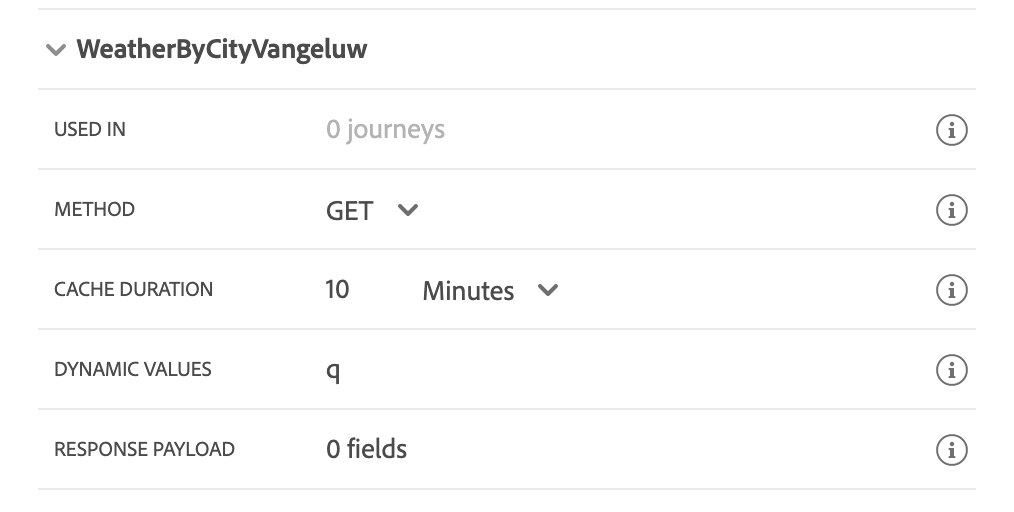 WeatherByCityVangeluw
USED IN 0 journeys
METHOD GET
CACHE DURATION 10 Minutes
DYNAMIC VALUES q
RESPONSE PAYLOAD 0 fields